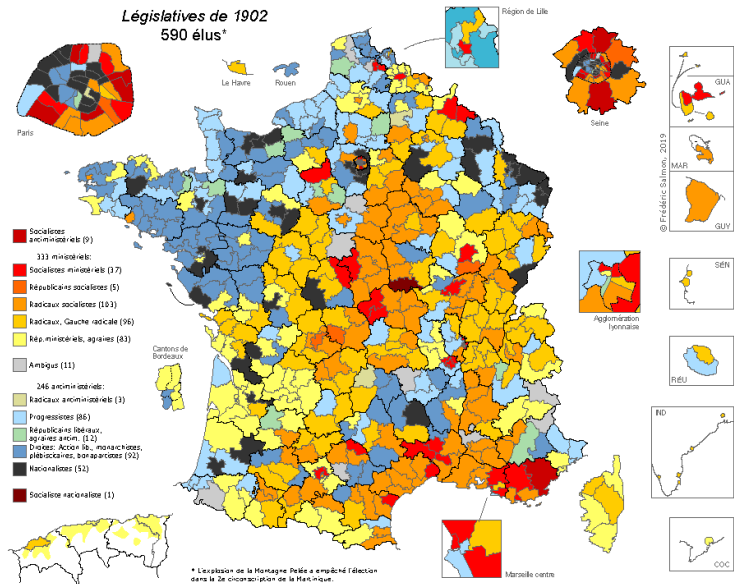 Législatives de 1902
590 élus*
Région de Lille
Le Havre
Rouen
Paris
Seine
GUA
MAR
GUY
© Frédéric Salmon, 2019
Socialistes
antiministériels (9)
333 ministériels:
Socialistes ministériels (37)
Républicains socialistes (5)
Radicaux socialistes (103)
Radicaux, Gauche radicale (96)
Rép.ministériels, agraires (83)
Ambigus (11)
246 antiministériels:
Radicaux antiministériels (3)
Progressistes (86)
Républicains libéraux,
agraires antim. (12)
Droites: Action lib., monarchistes,
plébiscitaires, bonapartistes (92)
Nationalistes (52)
Socialiste nationaliste (1)
Cantons de
Bordeaux
Agglomération
lyonnaise
SÉN
RÉU
IND
COC
Marseille centre
* L'explosion de la Montagne Pelée a empêché l'élection
dans la 2e circonscription de la Martinique.